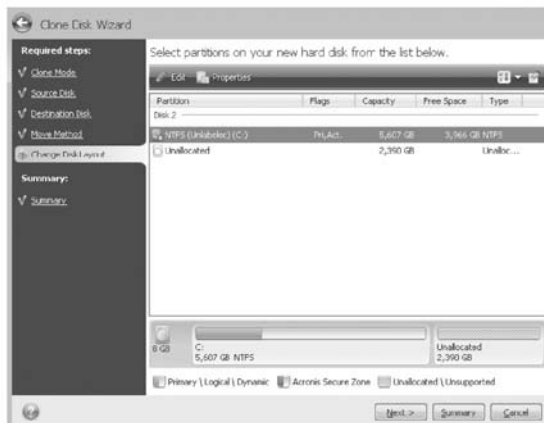 Clone Disk Wizard
Required steps:
Clone Mode
Source Disk
Destination Disk
Move Method
Change Disk Layout
Summary:
Summary
Select partitions on your new hard disk from the list below.
Edit Properties
Partition Flags Capacity Free Space Type
Disk 2
NTFS (Unlabeled) (C:) Pri,Act. 5,607 GB 3,966 GB NTFS
Unallocated 2,390 GB Unalloc...
8 GB
C:
5,607 GB NTFS
Unallocated
2,390 GB
Primary \ Logical \ Dynamic Acronis Secure Zone Unallocated \ Unsupported
Next > Summary Cancel